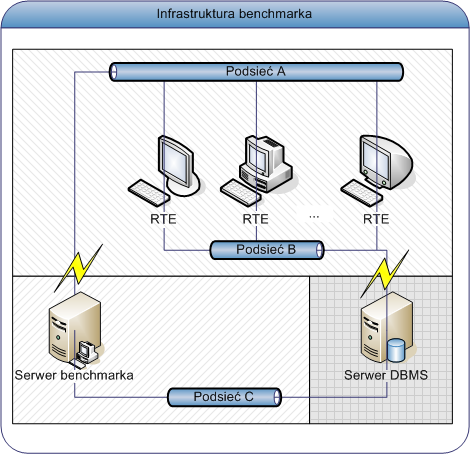 Infrastruktura benchmarka
Podsieć A
RTE
RTE
...
RTE
Podsieć B
Serwer benchmarka
Serwer DBMS
Podsieć C